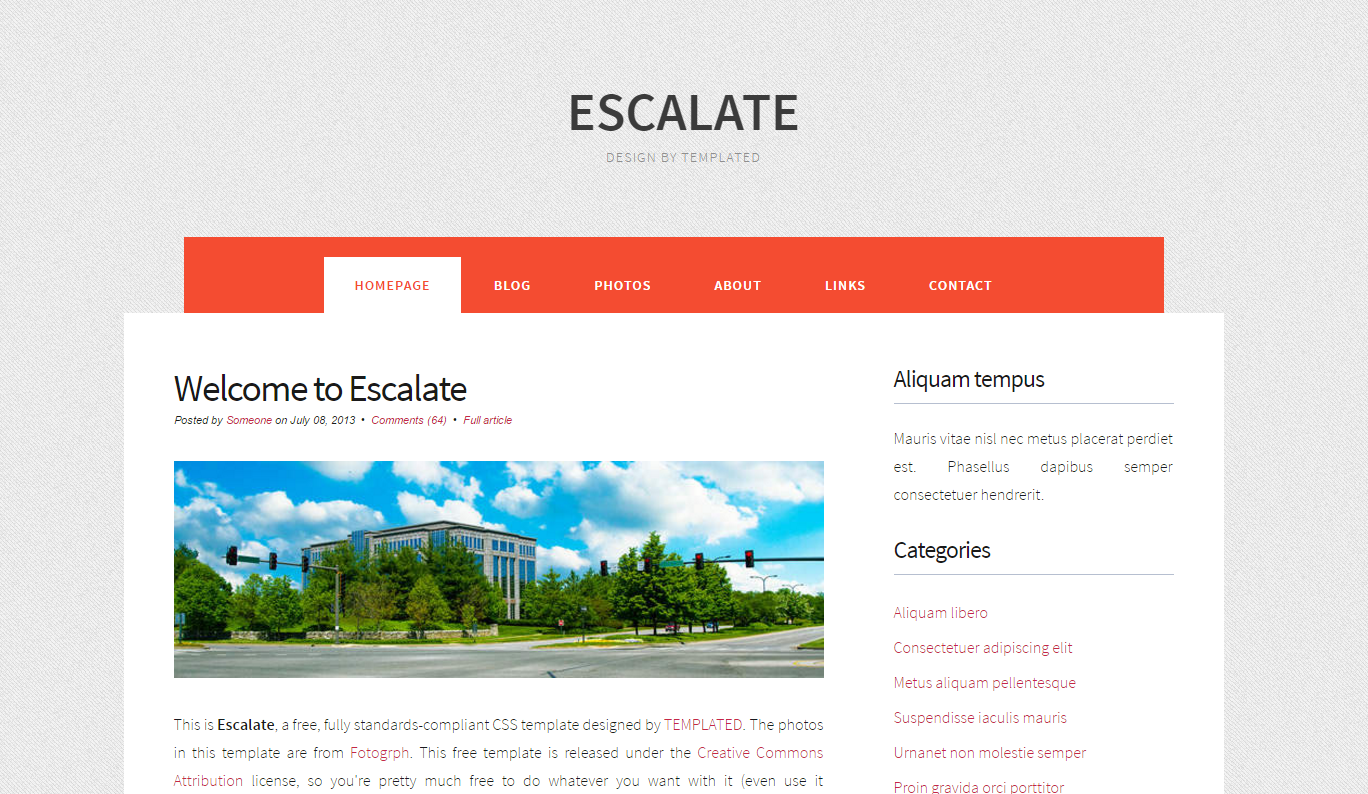 ESCALATE
DESIGN BY TEMPLATED
HOMEPAGE BLOG PHOTOS ABOUT LINKS CONTACT
Welcome to Escalate
Posted by Someone on July 08, 2013 • Comments (64) • Full article
This is Escalate, a free, fully standards-compliant CSS template designed by TEMPLATED. The photos
in this template are from Fotogrph. This free template is released under the Creative Commons
Attribution license, so you're pretty much free to do whatever you want with it (even use it
Aliquam tempus
Mauris vitae nisl nec metus placerat perdiet
est. Phasellus dapibus semper
consectetuer hendrerit.
Categories
Aliquam libero
Consectetuer adipiscing elit
Metus aliquam pellentesque
Suspendisse iaculis mauris
Urnanet non molestie semper
Proin gravida orci porttitor